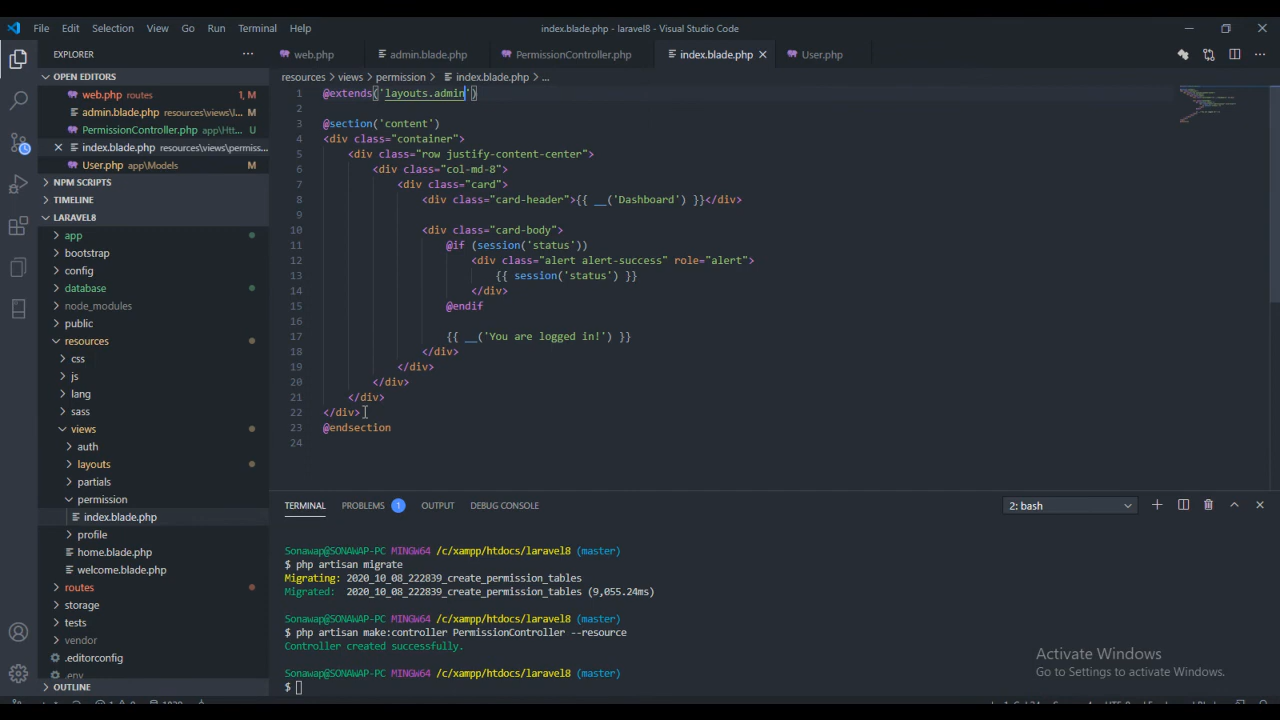 File Edit Selection View Go Run Terminal Help index.blade.php - laravel8 - Visual Studio Code
EXPLORER ... web.php admin.blade.php PermissionController.php index.blade.php User.php ...
OPEN EDITORS
web.php routes 1, M
admin.blade.php resources\views\l... M
PermissionController.php app\Htt... U
index.blade.php resources\views\permiss...
User.php app\Models M
NPM SCRIPTS
TIMELINE
LARAVEL8
app
bootstrap
config
database
node_modules
public
resources
css
js
lang
sass
views
auth
layouts
partials
permission
index.blade.php
profile
home.blade.php
welcome.blade.php
routes
storage
tests
vendor
.editorconfig
.env
OUTLINE
resources > views > permission > index.blade.php > ...
1 @extends('layouts.admin')
2
3 @section('content')
4 <div class="container">
5 <div class="row justify-content-center">
6 <div class="col-md-8">
7 <div class="card">
8 <div class="card-header">{{ __('Dashboard') }}</div>
9
10 <div class="card-body">
11 @if (session('status'))
12 <div class="alert alert-success" role="alert">
13 {{ session('status') }}
14 </div>
15 @endif
16
17 {{ __('You are logged in!') }}
18 </div>
19 </div>
20 </div>
21 </div>
22 </div>
23 @endsection
24
TERMINAL PROBLEMS 1 OUTPUT DEBUG CONSOLE 2: bash
Sonawap@SONAWAP-PC MINGW64 /c/xampp/htdocs/laravel8 (master)
$ php artisan migrate
Migrating: 2020_10_08_222839_create_permission_tables
Migrated: 2020_10_08_222839_create_permission_tables (9,055.24ms)
Sonawap@SONAWAP-PC MINGW64 /c/xampp/htdocs/laravel8 (master)
$ php artisan make:controller PermissionController --resource
Controller created successfully.
Sonawap@SONAWAP-PC MINGW64 /c/xampp/htdocs/laravel8 (master)
$
Activate Windows
Go to Settings to activate Windows.